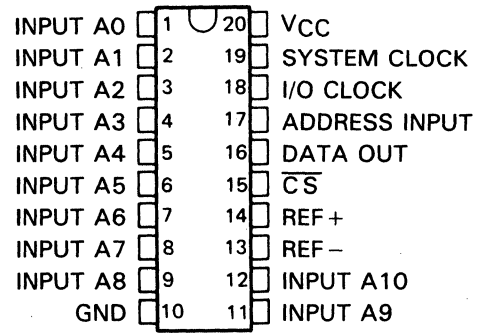 INPUT A0 1 20 VCC
INPUT A1 2 19 SYSTEM CLOCK
INPUT A2 3 18 I/O CLOCK
INPUT A3 4 17 ADDRESS INPUT
INPUT A4 5 16 DATA OUT
INPUT A5 6 15 C̅S̅
INPUT A6 7 14 REF+
INPUT A7 8 13 REF−
INPUT A8 9 12 INPUT A10
GND 10 11 INPUT A9